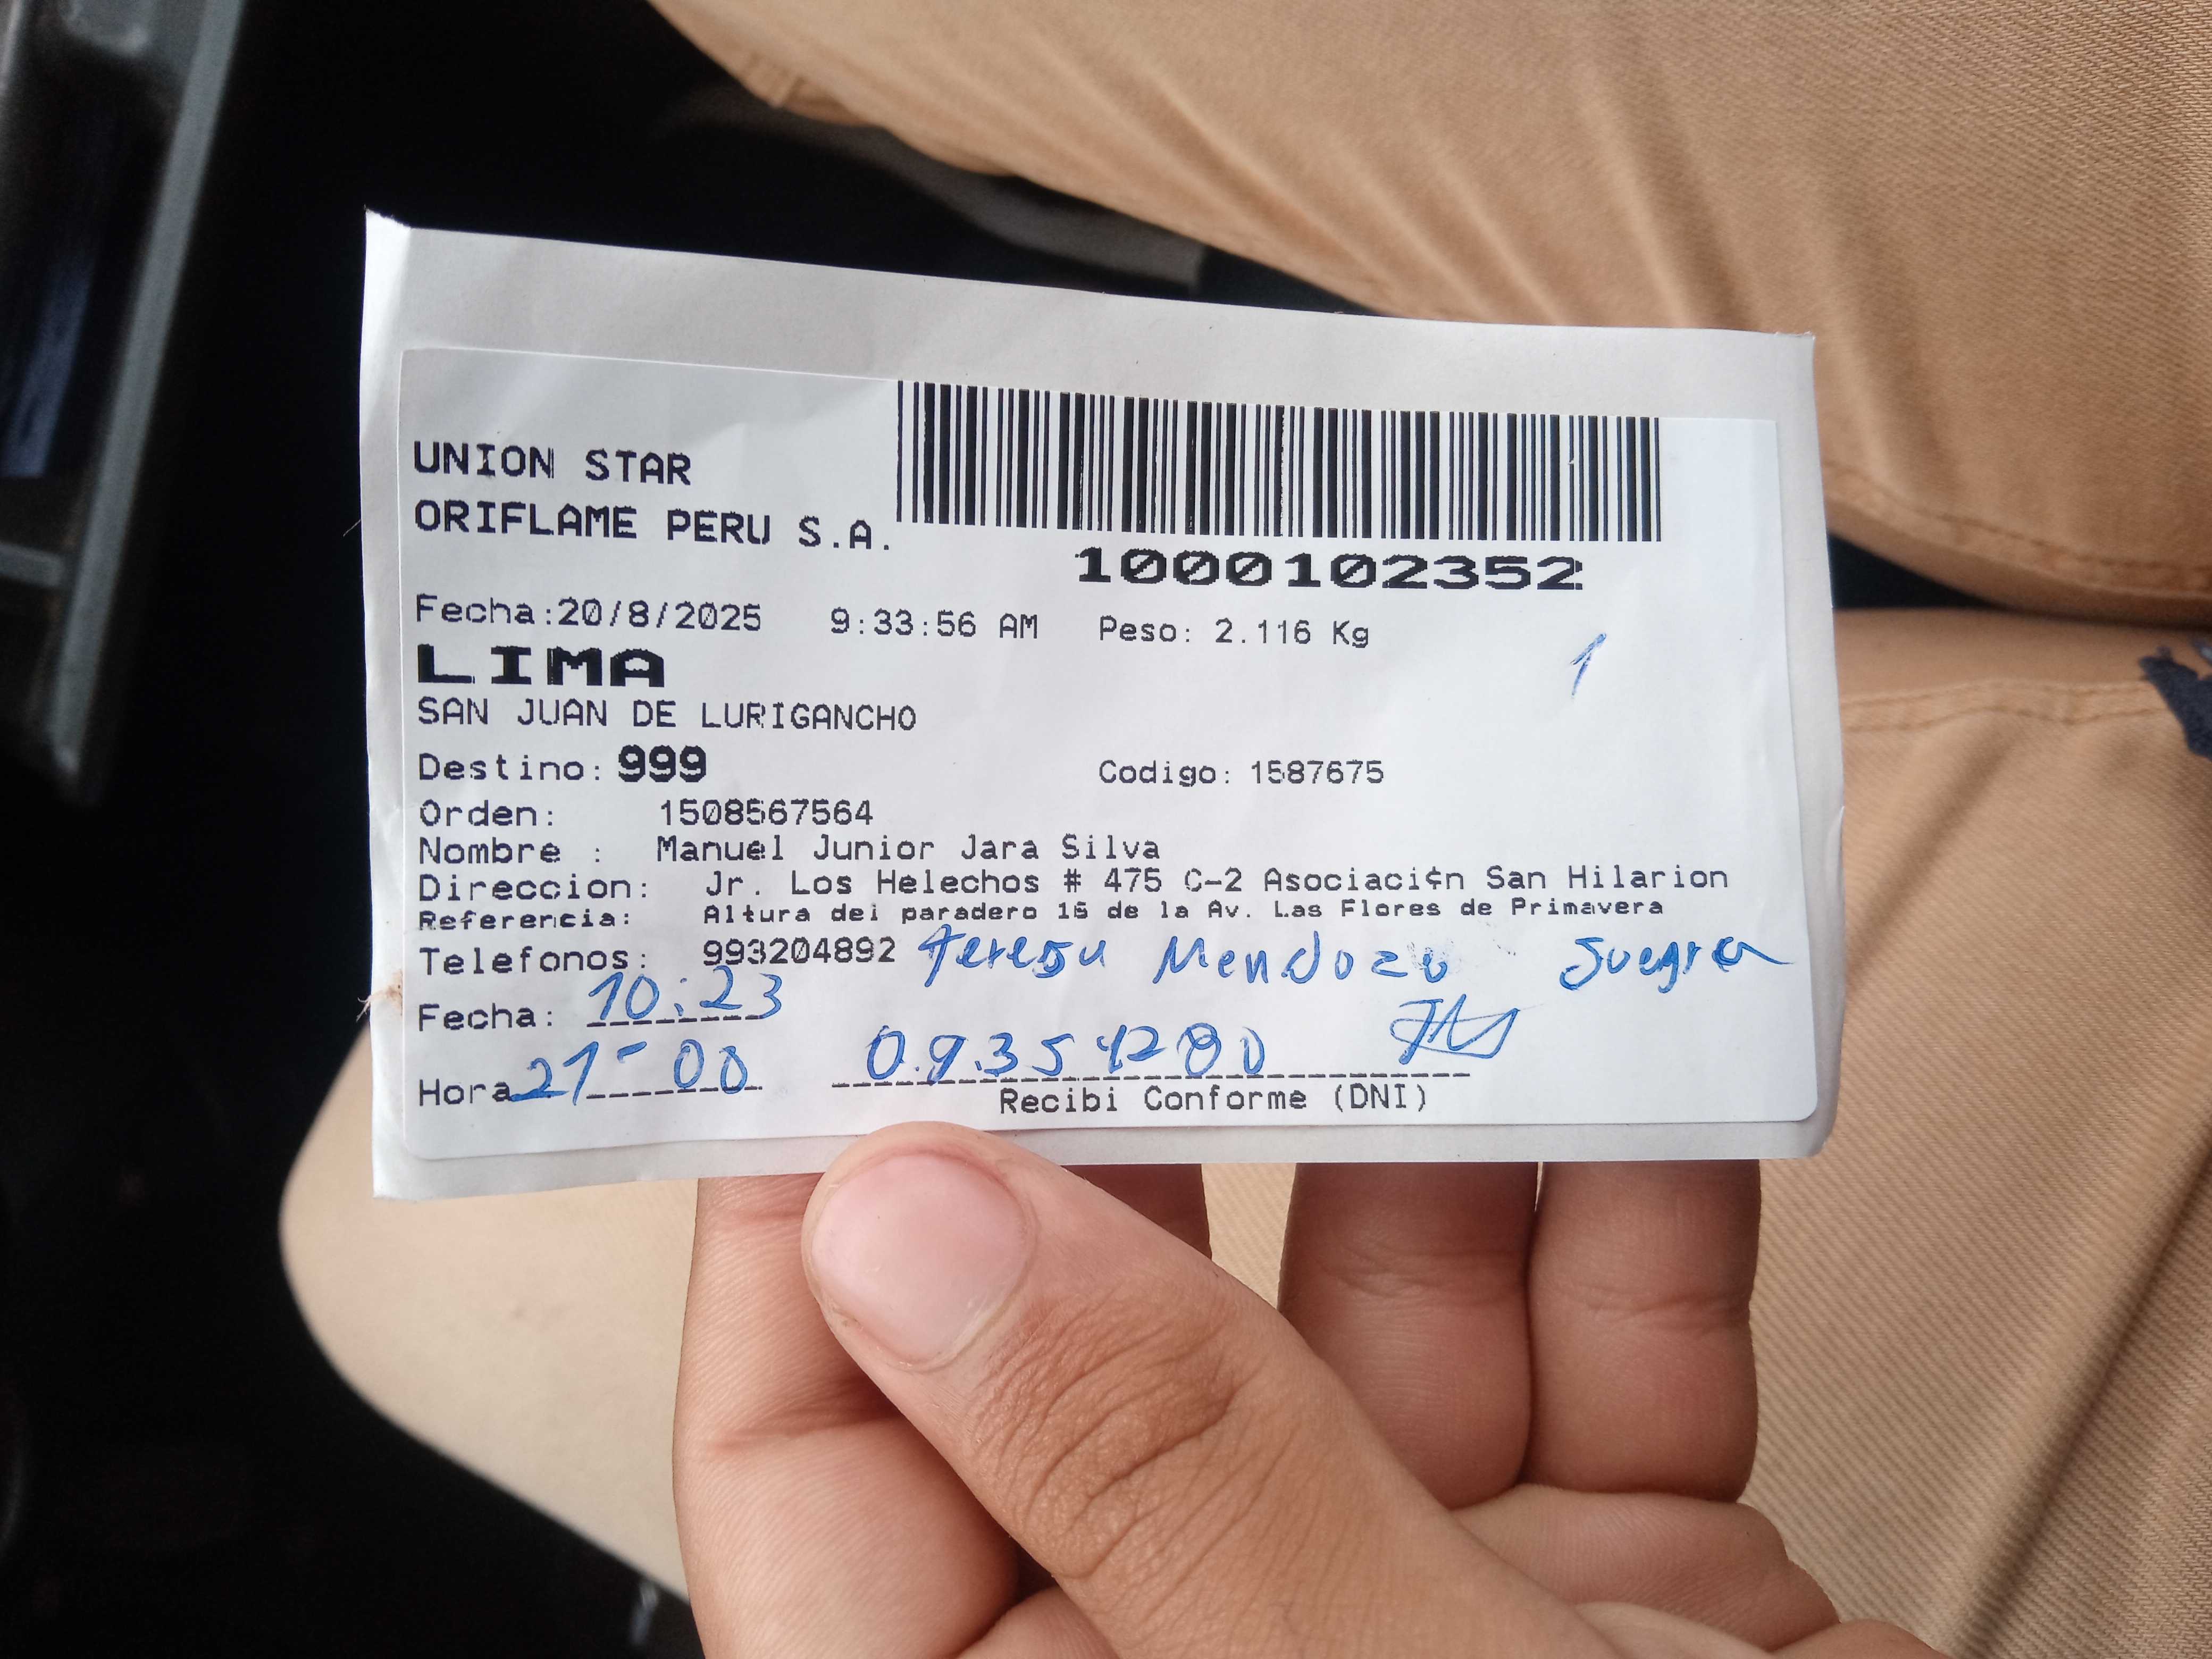 UNION STAR
ORIFLAME PERU S.A.
1000102352
Fecha:20/8/2025 9:33:56 AM Peso: 2.116 Kg
1
LIMA
SAN JUAN DE LURIGANCHO
Destino: 999 Codigo: 1587675
Orden: 1508567564
Nombre : Manuel Junior Jara Silva
Direccion: Jr. Los Helechos # 475 C-2 Asociaci¢n San Hilarion
Referencia: Altura del paradero 15 de la Av. Las Flores de Primavera
Telefonos: 993204892 Teresa Mendoza Suegra
Fecha: 10:23
Hora 21-00 09354280
Recibi Conforme (DNI)